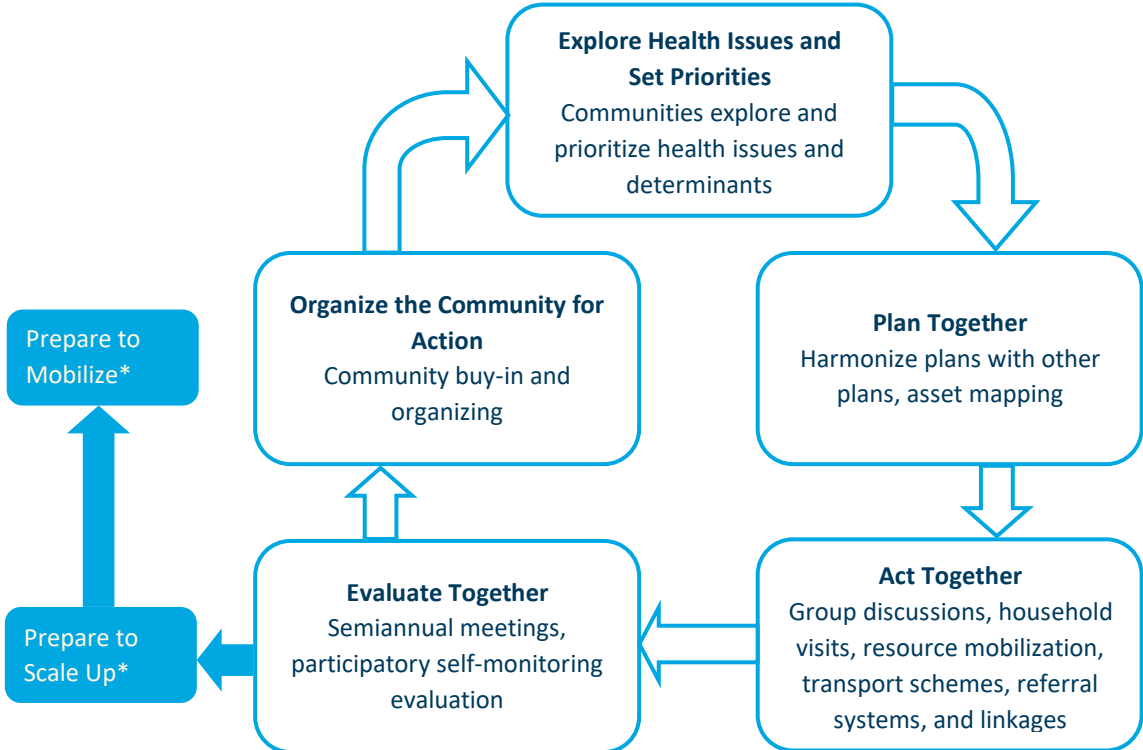 Explore Health Issues and
Set Priorities
Communities explore and
prioritize health issues and
determinants
Organize the Community for
Action
Community buy-in and
organizing
Plan Together
Harmonize plans with other
plans, asset mapping
Prepare to
Mobilize*
Evaluate Together
Semiannual meetings,
participatory self-monitoring
evaluation
Act Together
Group discussions, household
visits, resource mobilization,
transport schemes, referral
systems, and linkages
Prepare to
Scale Up*